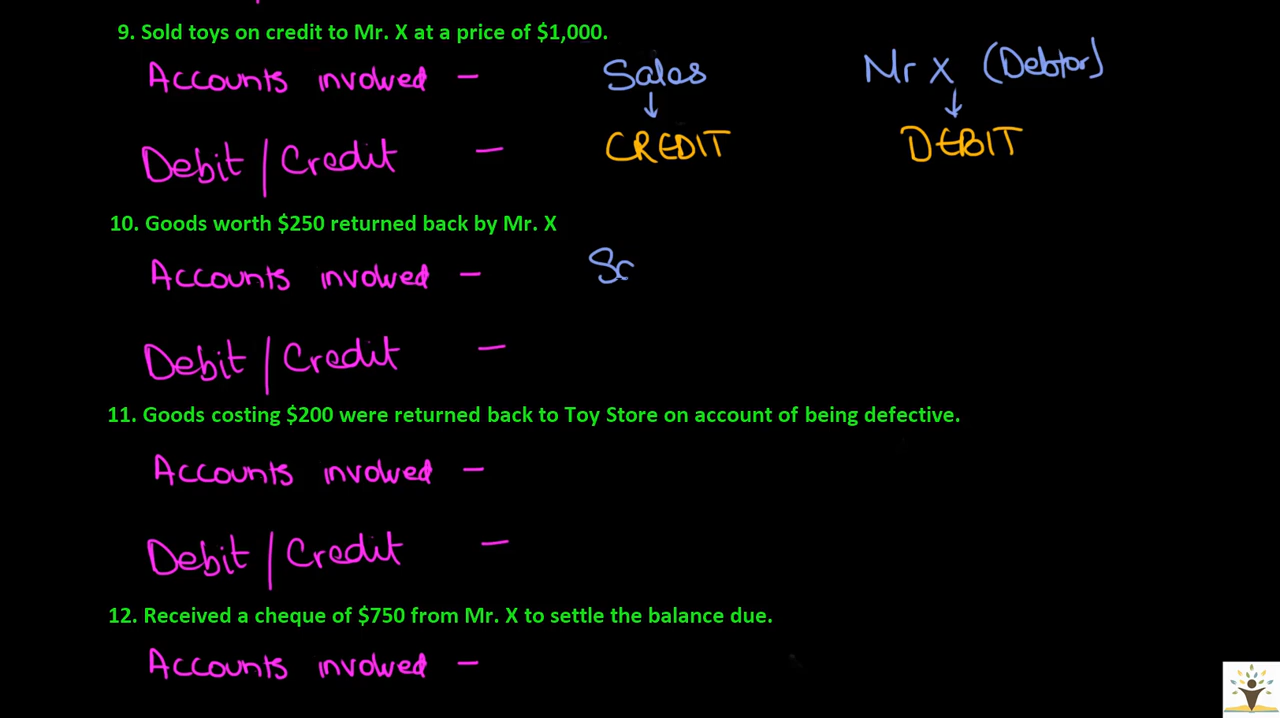 9. Sold toys on credit to Mr. X at a price of $1,000.
Accounts involved – Sales Mr X (Debtor)
↓ ↓
Debit / Credit – CREDIT DEBIT
10. Goods worth $250 returned back by Mr. X
Accounts involved – Sa
Debit / Credit –
11. Goods costing $200 were returned back to Toy Store on account of being defective.
Accounts involved –
Debit / Credit –
12. Received a cheque of $750 from Mr. X to settle the balance due.
Accounts involved –